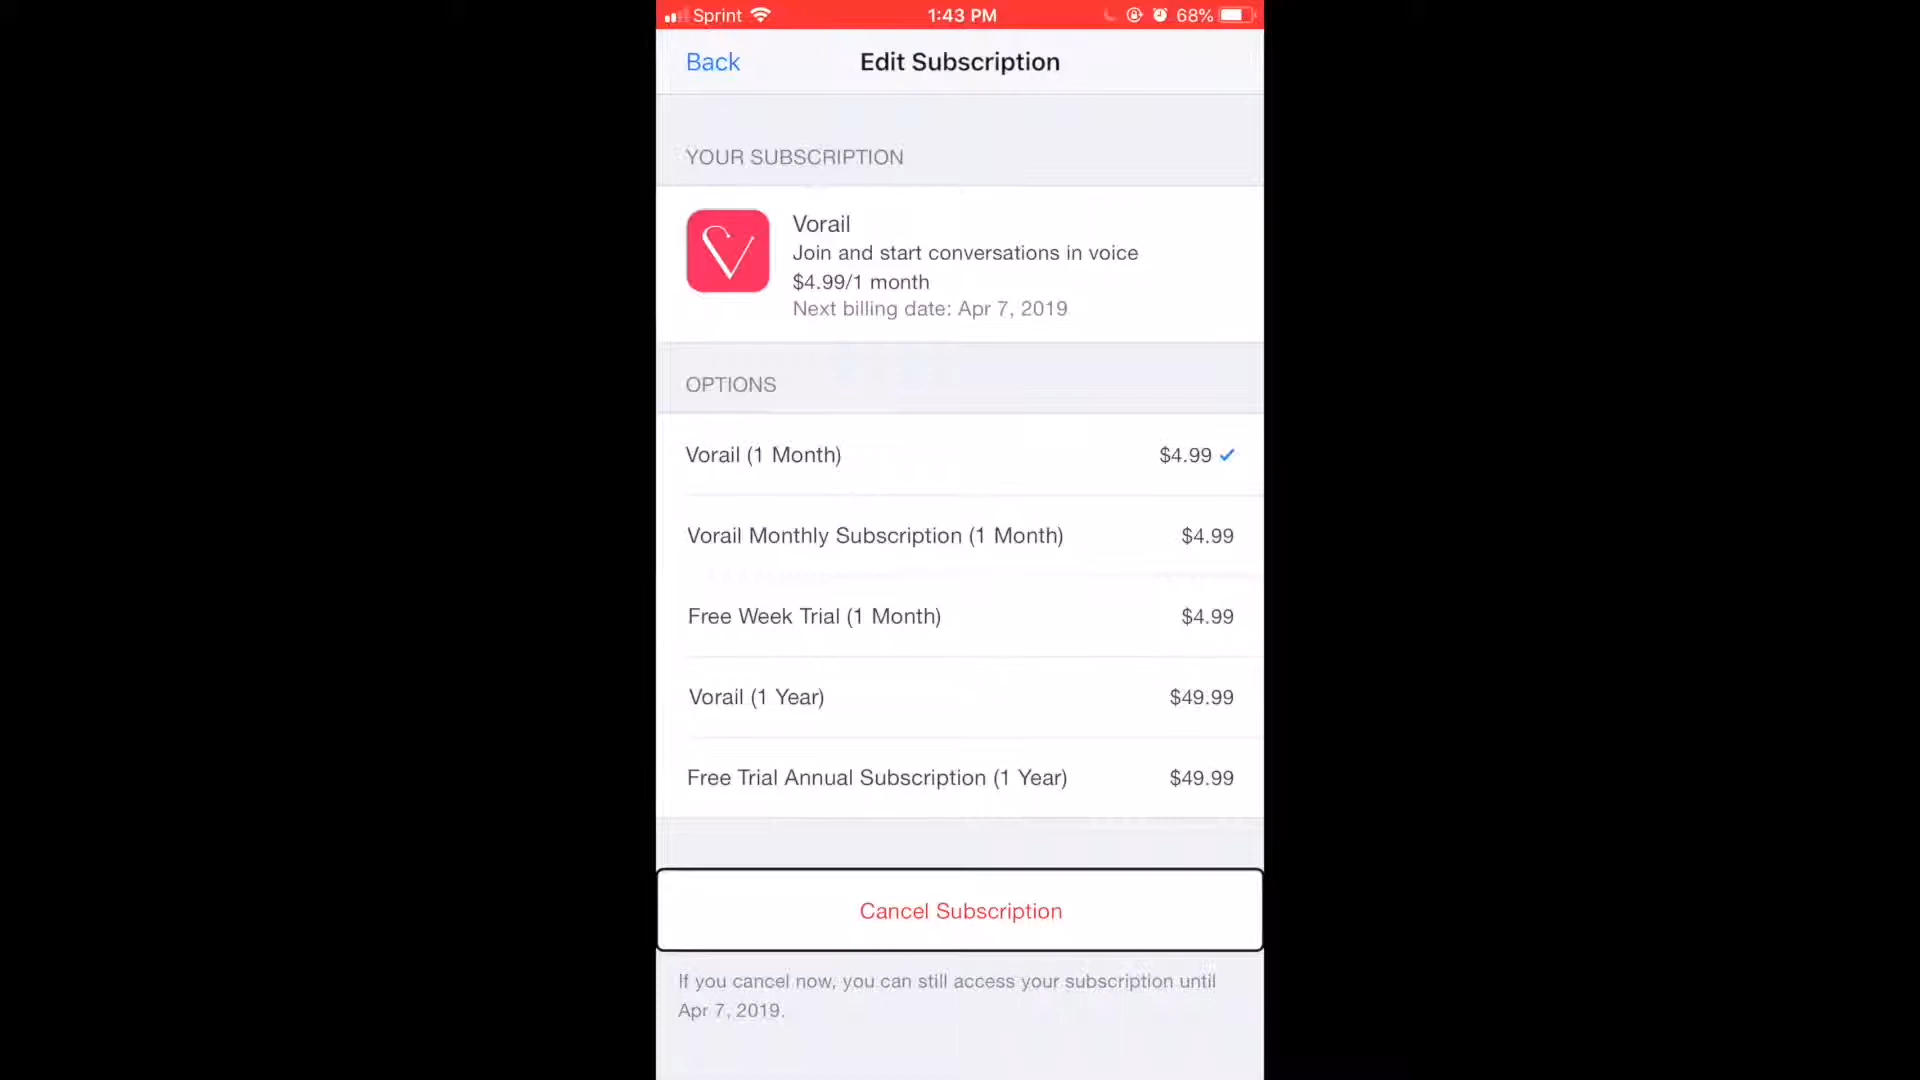 Sprint 1:43 PM 68%
Back Edit Subscription
YOUR SUBSCRIPTION
Vorail
Join and start conversations in voice
$4.99/1 month
Next billing date: Apr 7, 2019
OPTIONS
Vorail (1 Month) $4.99
Vorail Monthly Subscription (1 Month) $4.99
Free Week Trial (1 Month) $4.99
Vorail (1 Year) $49.99
Free Trial Annual Subscription (1 Year) $49.99
Cancel Subscription
If you cancel now, you can still access your subscription until
Apr 7, 2019.